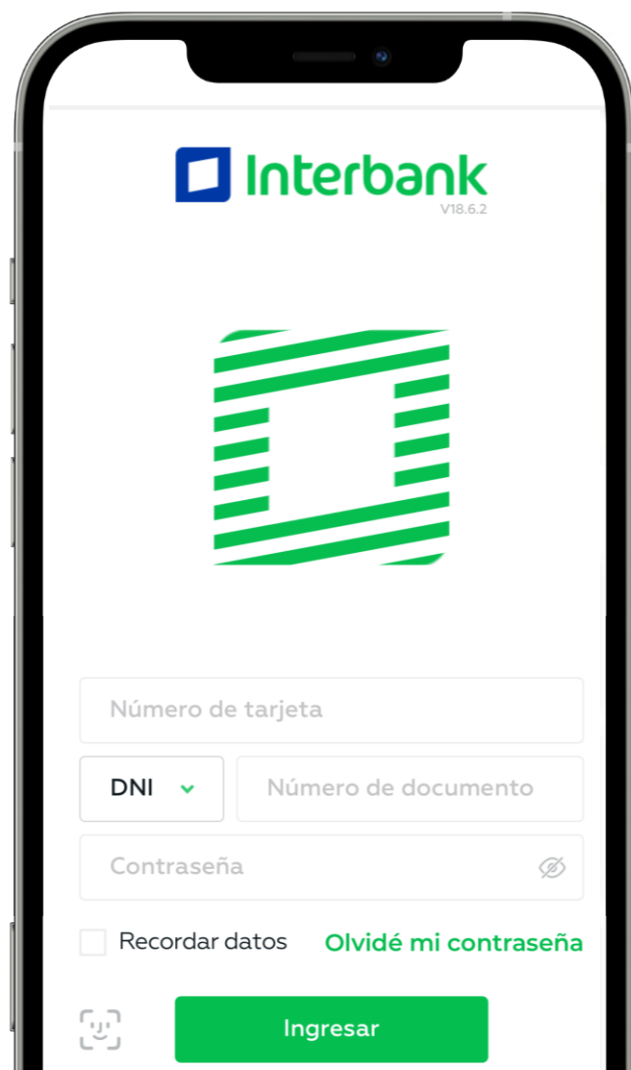 Interbank
V18.6.2
Número de tarjeta
DNI Número de documento
Contraseña
Recordar datos Olvidé mi contraseña
Ingresar